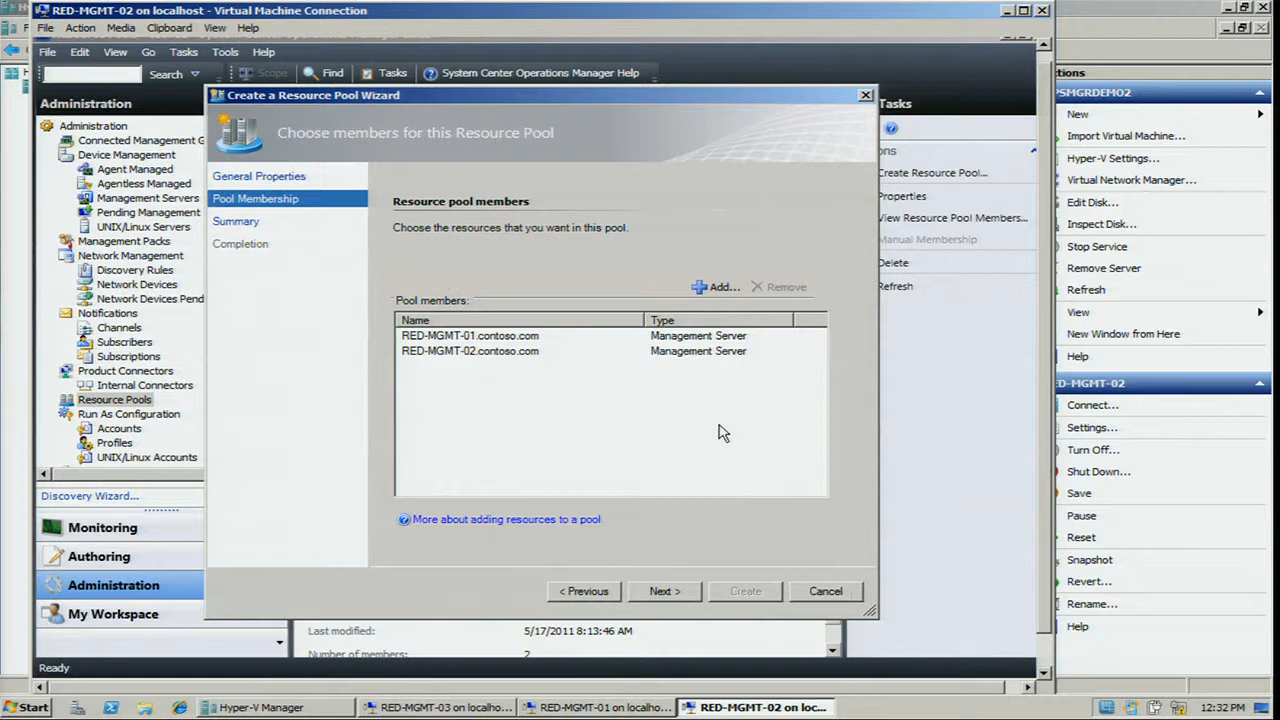 RED-MGMT-02 on localhost - Virtual Machine Connection
File Action Media Clipboard View Help
File Edit View Go Tasks Tools Help
Search Scope Find Tasks System Center Operations Manager Help
Administration
Administration
Connected Management G
Device Management
Agent Managed
Agentless Managed
Management Servers
Pending Management
UNIX/Linux Servers
Management Packs
Network Management
Discovery Rules
Network Devices
Network Devices Pend
Notifications
Channels
Subscribers
Subscriptions
Product Connectors
Internal Connectors
Resource Pools
Run As Configuration
Accounts
Profiles
UNIX/Linux Accounts
Discovery Wizard...
Monitoring
Authoring
Administration
My Workspace
Ready
Create a Resource Pool Wizard
Choose members for this Resource Pool
General Properties
Pool Membership
Summary
Completion
Resource pool members
Choose the resources that you want in this pool.
Add... Remove
Pool members:
Name Type
RED-MGMT-01.contoso.com Management Server
RED-MGMT-02.contoso.com Management Server
More about adding resources to a pool
< Previous Next > Create Cancel
Last modified: 5/17/2011 8:13:46 AM
Number of members: 2
Tasks
ons
Create Resource Pool...
Properties
View Resource Pool Members...
Manual Membership
Delete
Refresh
ctions
PSMGRDEMO2
New
Import Virtual Machine...
Hyper-V Settings...
Virtual Network Manager...
Edit Disk...
Inspect Disk...
Stop Service
Remove Server
Refresh
View
New Window from Here
Help
ED-MGMT-02
Connect...
Settings...
Turn Off...
Shut Down...
Save
Pause
Reset
Snapshot
Revert...
Rename...
Help
Start Hyper-V Manager RED-MGMT-03 on localho... RED-MGMT-01 on localho... RED-MGMT-02 on loc... 12:32 PM